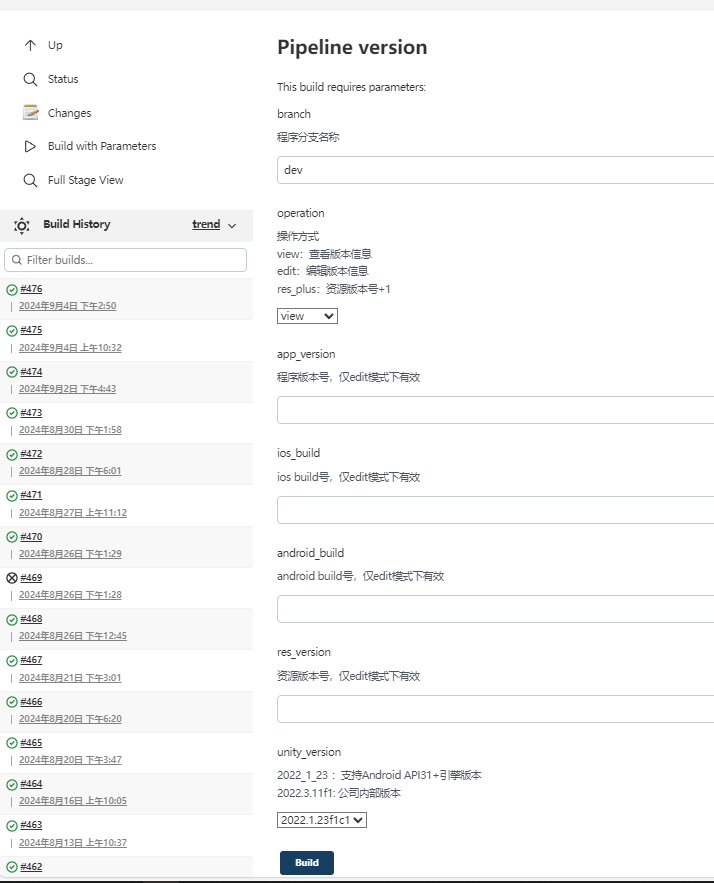 Up
Status
Changes
Build with Parameters
Full Stage View
Build History
trend
Filter builds...
#476
2024年9月4日 下午2:50
#475
2024年9月4日 上午10:32
#474
2024年9月2日 下午4:43
#473
2024年8月30日 下午1:58
#472
2024年8月28日 下午6:01
#471
2024年8月27日 上午11:12
#470
2024年8月26日 下午1:29
#469
2024年8月26日 下午1:28
#468
2024年8月26日 下午12:45
#467
2024年8月21日 下午3:01
#466
2024年8月20日 下午6:20
#465
2024年8月20日 下午3:47
#464
2024年8月16日 上午10:05
#463
2024年8月13日 上午10:37
#462
Pipeline version
This build requires parameters:
branch
程序分支名称
dev
operation
操作方式
view：查看版本信息
edit：编辑版本信息
res_plus：资源版本号+1
view
app_version
程序版本号，仅edit模式下有效
ios_build
ios build号，仅edit模式下有效
android_build
android build号，仅edit模式下有效
res_version
资源版本号，仅edit模式下有效
unity_version
2022_1_23 ：支持Android API31+引擎版本
2022.3.11f1: 公司内部版本
2022.1.23f1c1
Build